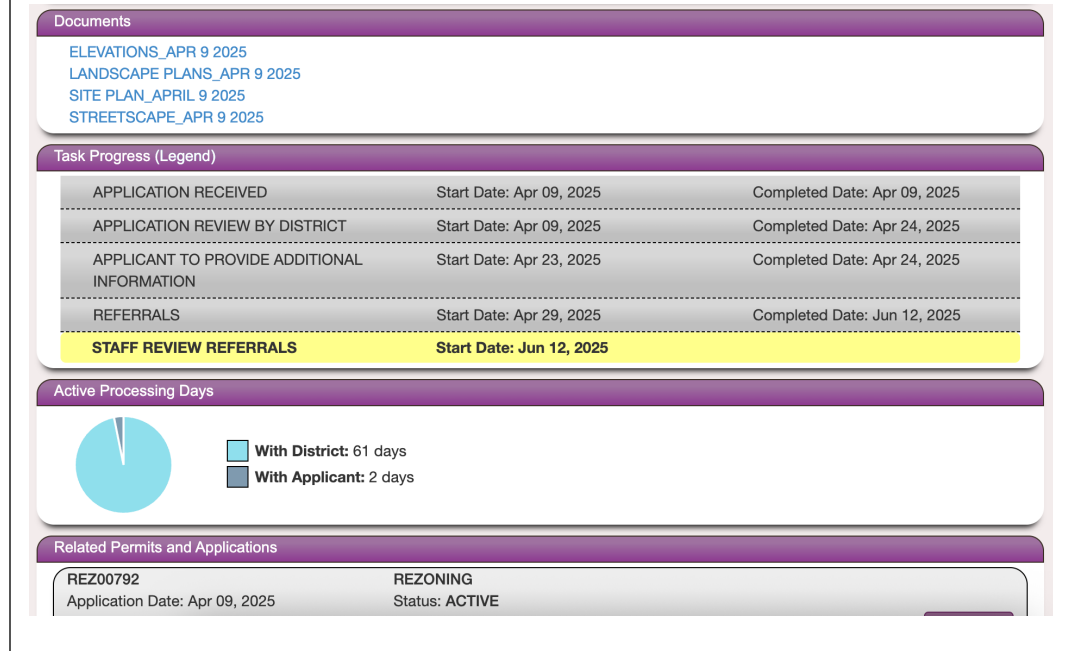 Documents
ELEVATIONS_APR 9 2025
LANDSCAPE PLANS_APR 9 2025
SITE PLAN_APRIL 9 2025
STREETSCAPE_APR 9 2025
Task Progress (Legend)
APPLICATION RECEIVED Start Date: Apr 09, 2025 Completed Date: Apr 09, 2025
APPLICATION REVIEW BY DISTRICT Start Date: Apr 09, 2025 Completed Date: Apr 24, 2025
APPLICANT TO PROVIDE ADDITIONAL Start Date: Apr 23, 2025 Completed Date: Apr 24, 2025
INFORMATION
REFERRALS Start Date: Apr 29, 2025 Completed Date: Jun 12, 2025
STAFF REVIEW REFERRALS Start Date: Jun 12, 2025
Active Processing Days
With District: 61 days
With Applicant: 2 days
Related Permits and Applications
REZ00792 REZONING
Application Date: Apr 09, 2025 Status: ACTIVE